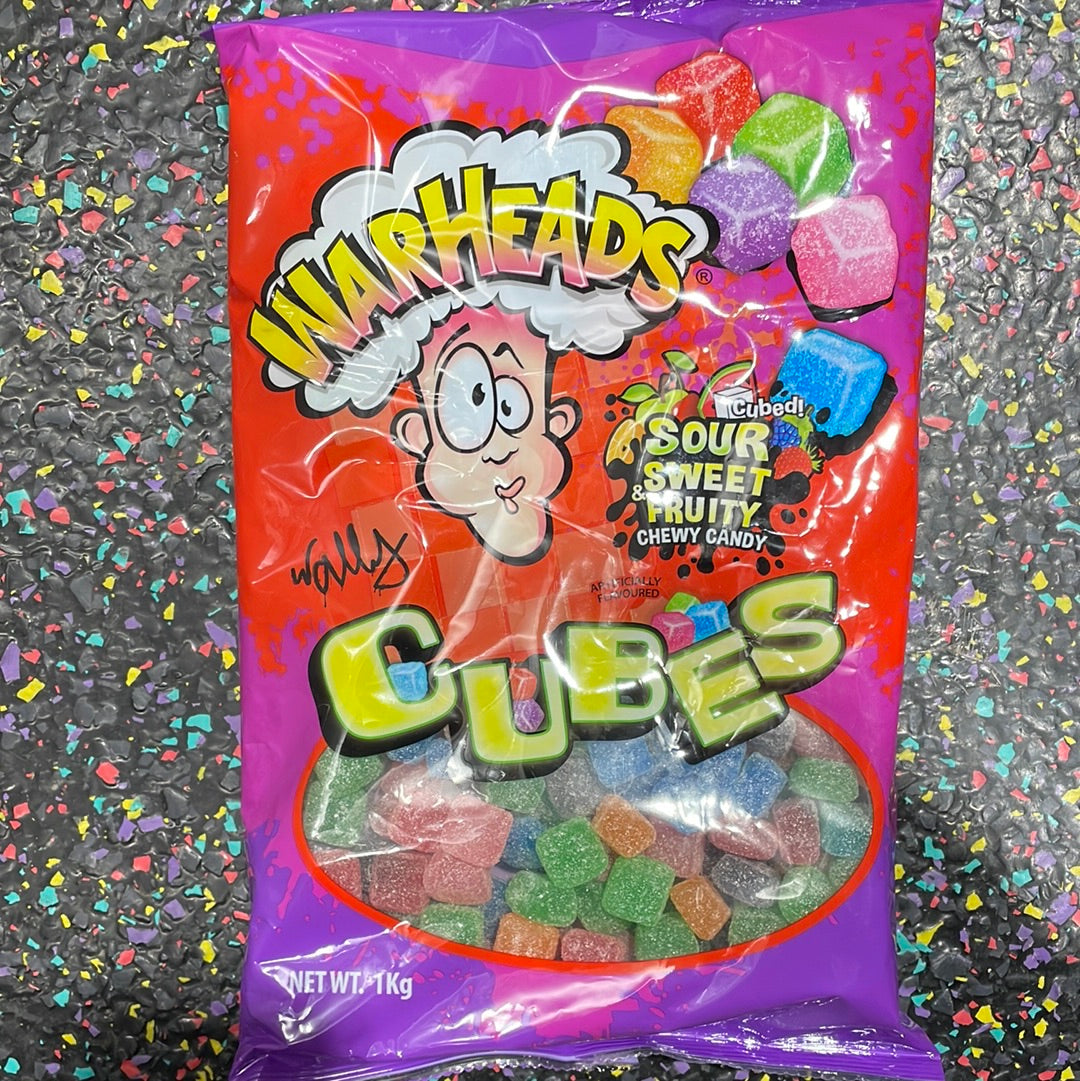 WARHEADS®
Cubed!
SOUR
SWEET
& FRUITY
CHEWY CANDY
Wally
ARTIFICIALLY
FLAVOURED
CUBES
NET WT. 1Kg